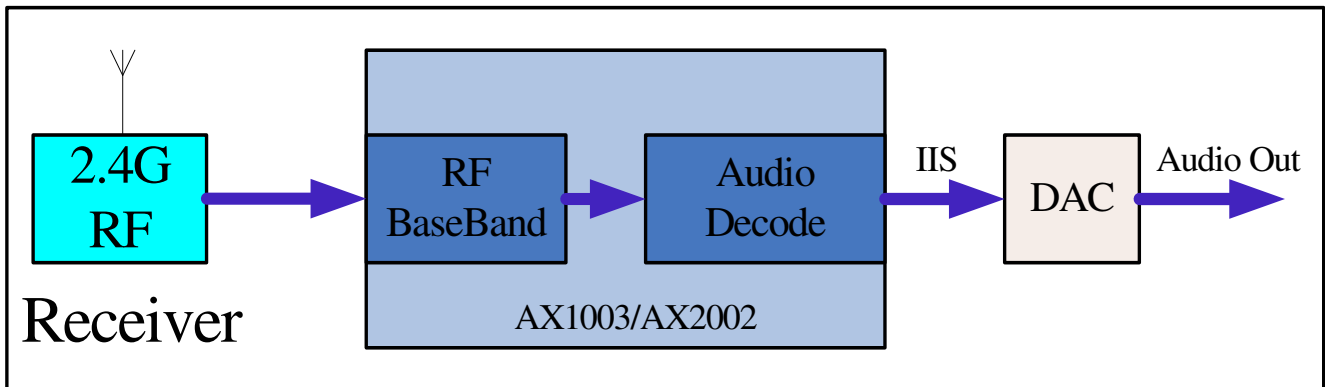 2.4G
RF
RF
BaseBand
Audio
Decode
IIS
DAC
Audio Out
Receiver
AX1003/AX2002